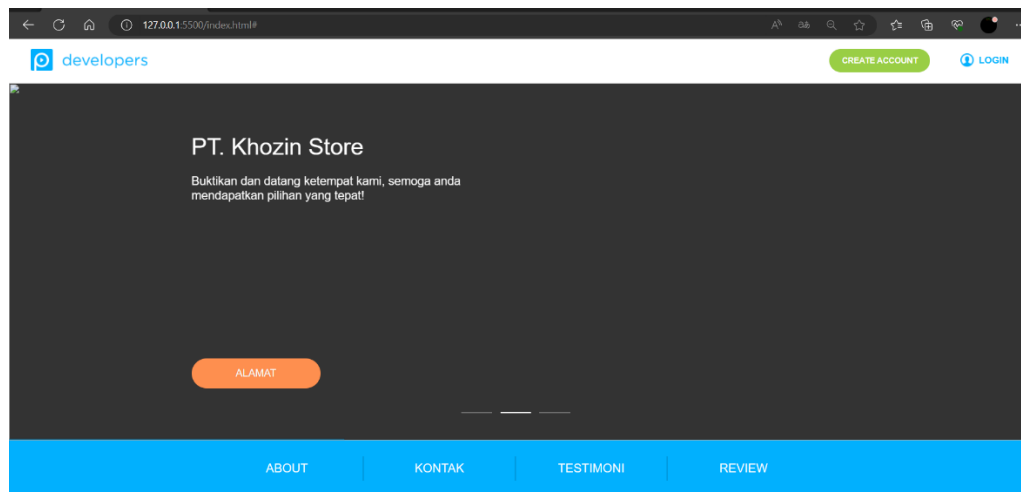 127.0.0.1:5500/index.html#
developers
CREATE ACCOUNT
LOGIN
PT. Khozin Store
Buktikan dan datang ketempat kami, semoga anda
mendapatkan pilihan yang tepat!
ALAMAT
ABOUT
KONTAK
TESTIMONI
REVIEW